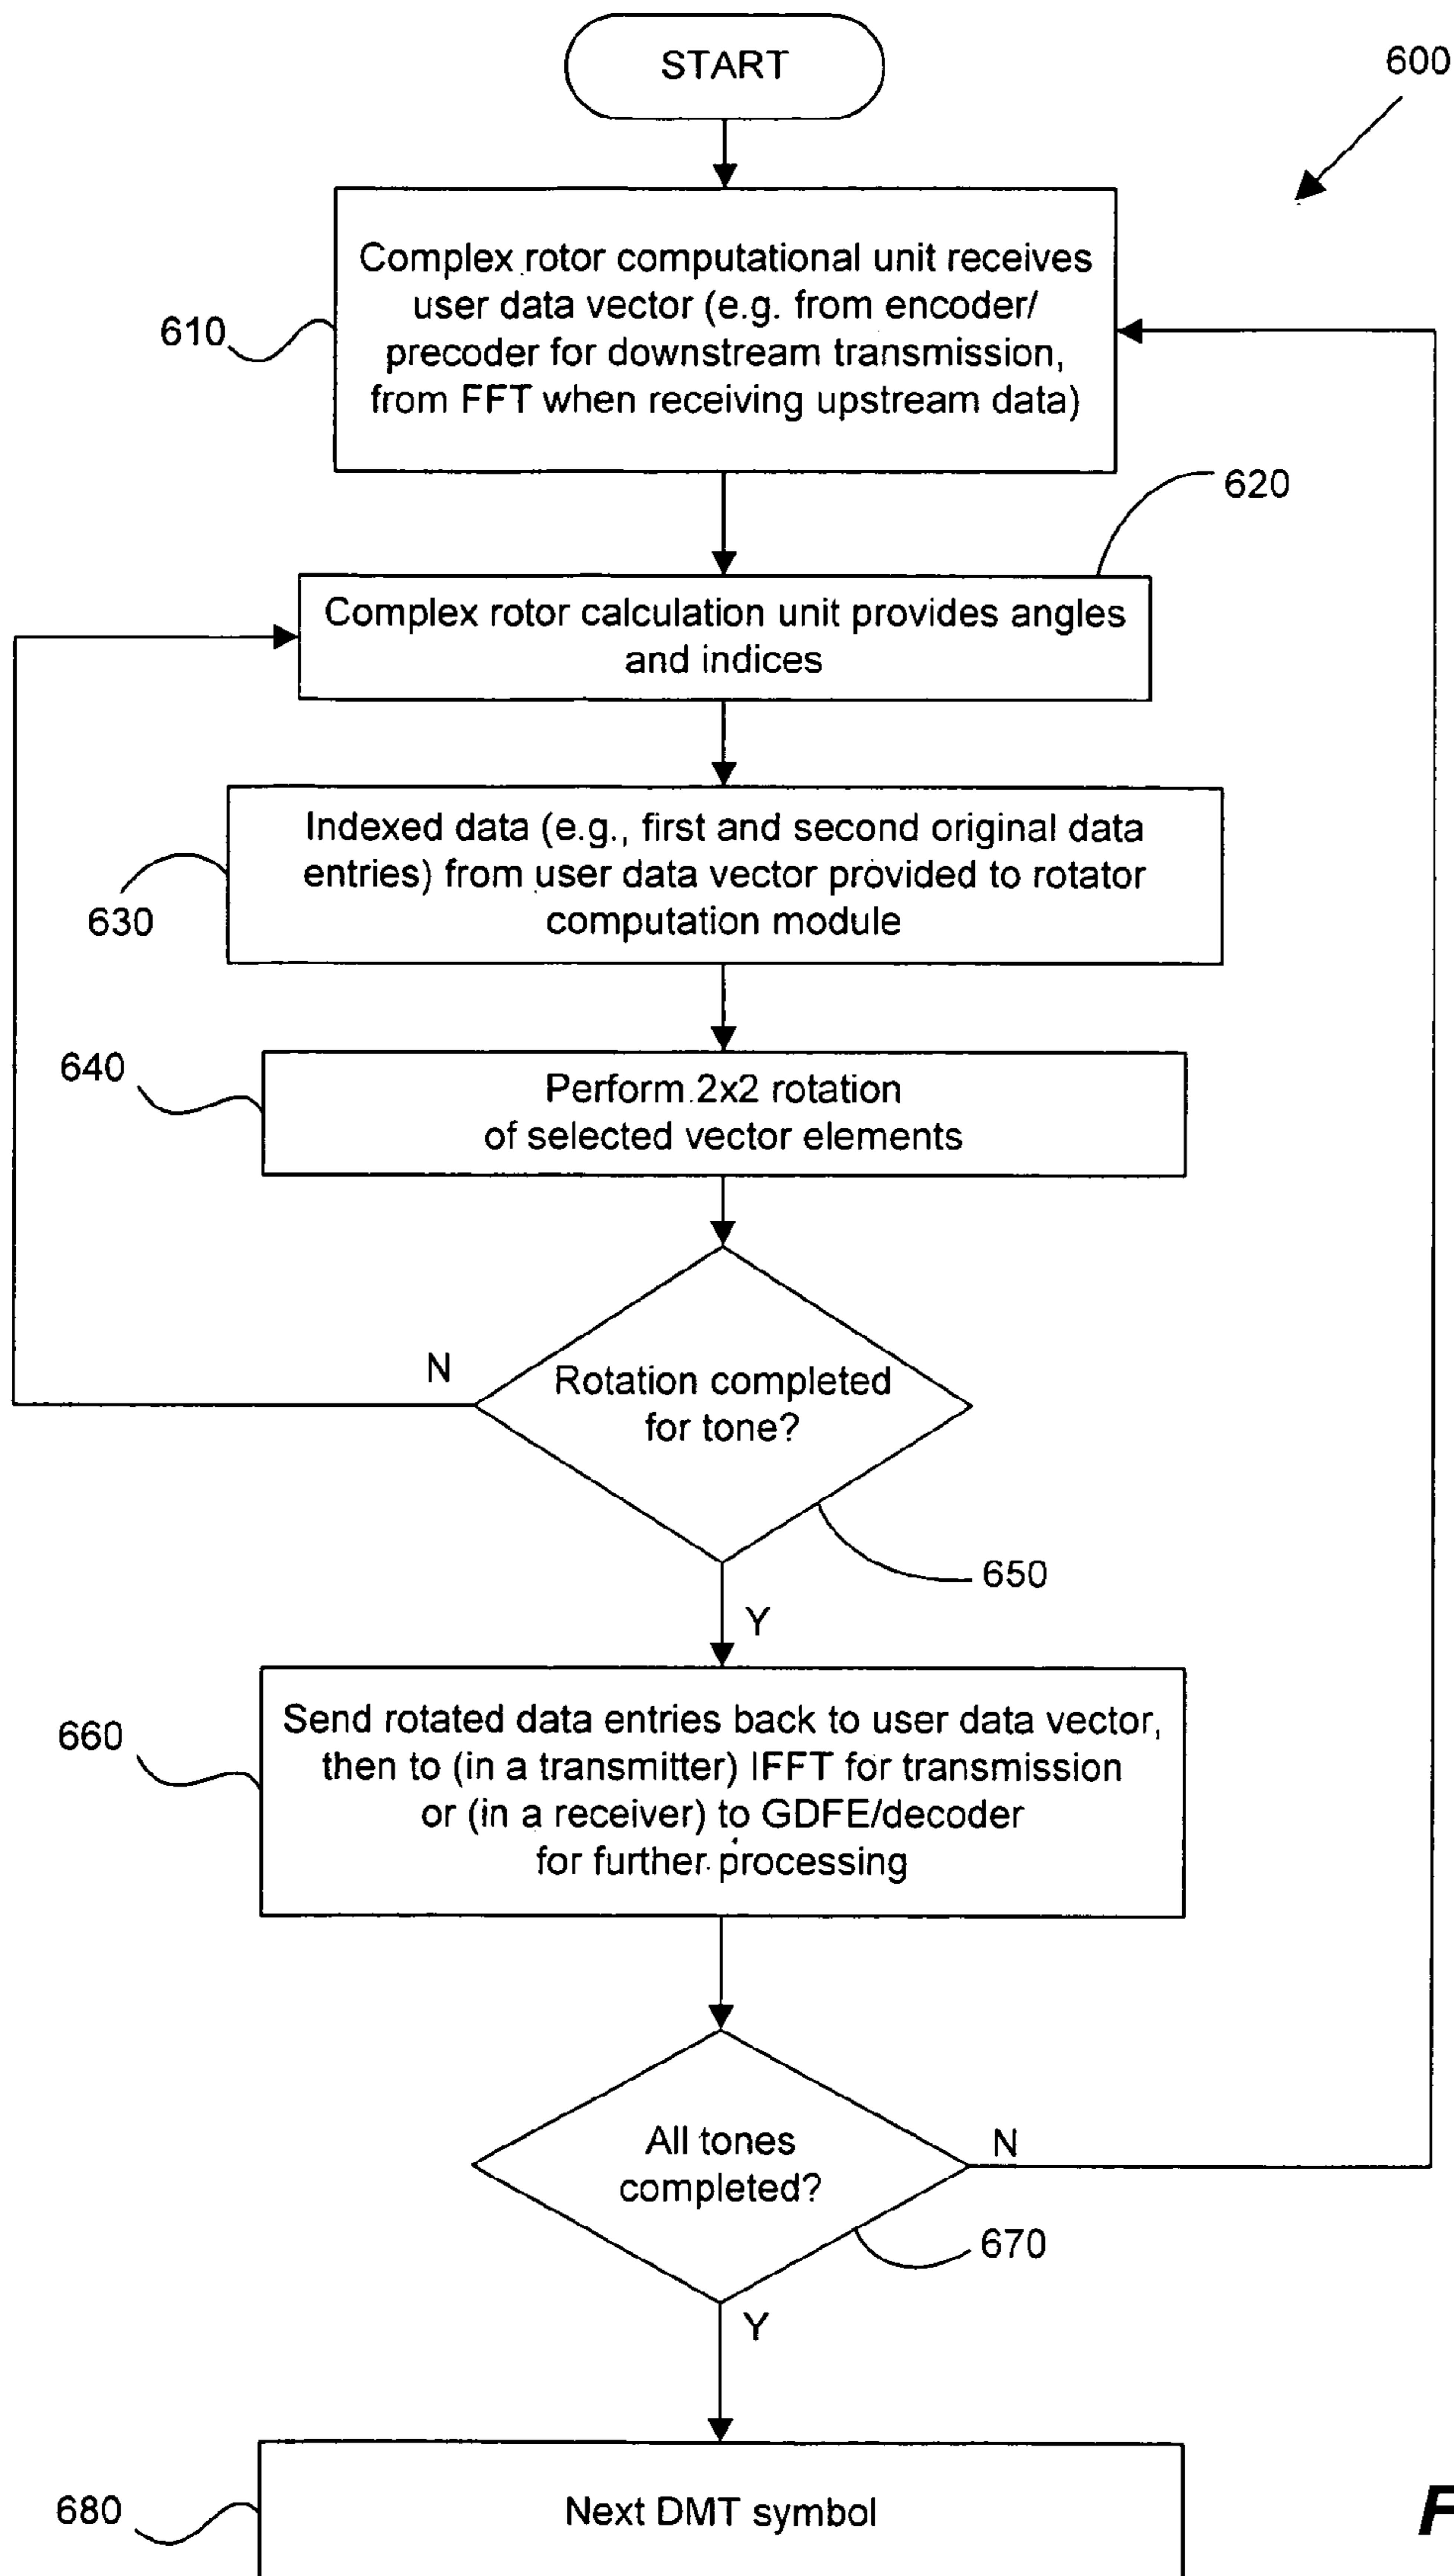 START
600
Complex rotor computational unit receives
user data vector (e.g. from encoder/
precoder for downstream transmission,
from FFT when receiving upstream data)
610
620
Complex rotor calculation unit provides angles
and indices
Indexed data (e.g., first and second original data
entries) from user data vector provided to rotator
computation module
630
640
Perform 2x2 rotation
of selected vector elements
N
Rotation completed
for tone?
650
Y
660
Send rotated data entries back to user data vector,
then to (in a transmitter) IFFT for transmission
or (in a receiver) to GDFE/decoder
for further processing
All tones
completed?
N
670
Y
680
Next DMT symbol
F